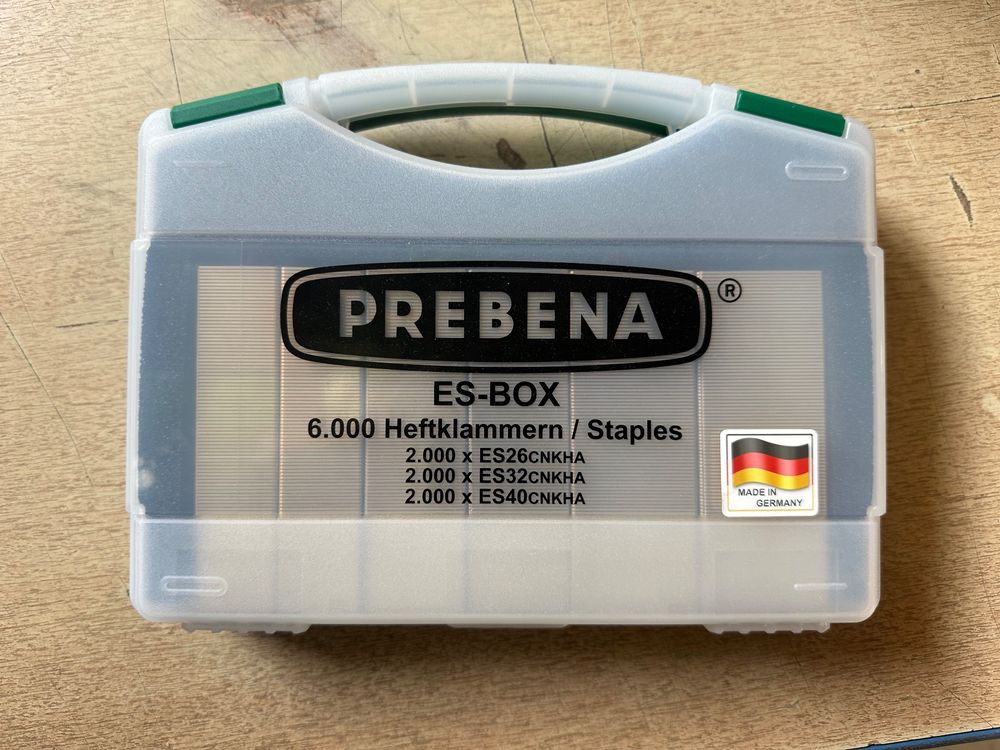 PREBENA®
ES-BOX
6.000 Heftklammern / Staples
2.000 x ES26CNKHA
2.000 x ES32CNKHA
2.000 x ES40CNKHA
MADE IN
GERMANY